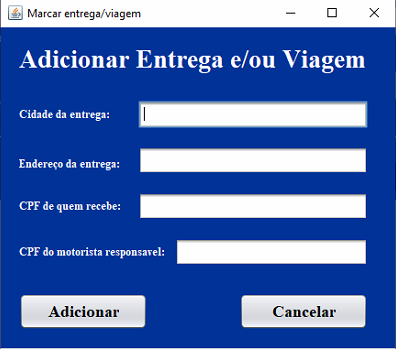 Marcar entrega/viagem
Adicionar Entrega e/ou Viagem
Cidade da entrega:
Endereço da entrega:
CPF de quem recebe:
CPF do motorista responsavel:
Adicionar Cancelar